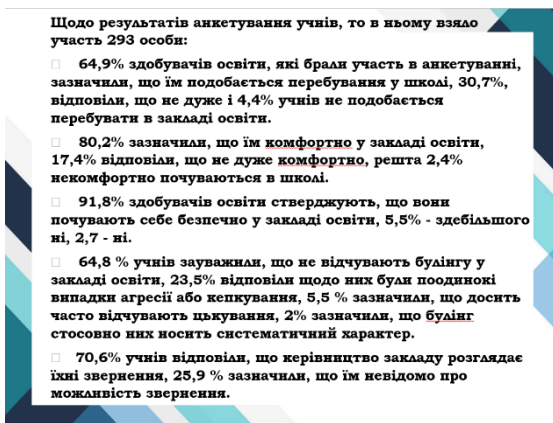 Щодо результатів анкетування учнів, то в ньому взяло
участь 293 особи:
64,9% здобувачів освіти, які брали участь в анкетуванні,
зазначили, що їм подобається перебування у школі, 30,7%,
відповіли, що не дуже і 4,4% учнів не подобається
перебувати в закладі освіти.
80,2% зазначили, що їм комфортно у закладі освіти,
17,4% відповіли, що не дуже комфортно, решта 2,4%
некомфортно почуваються в школі.
91,8% здобувачів освіти стверджують, що вони
почувають себе безпечно у закладі освіти, 5,5% - здебільшого
ні, 2,7 - ні.
64,8 % учнів зауважили, що не відчувають булінгу у
закладі освіти, 23,5% відповіли щодо них були поодинокі
випадки агресії або кепкування, 5,5 % зазначили, що досить
часто відчувають цькування, 2% зазначили, що булінг
стосовно них носить систематичний характер.
70,6% учнів відповіли, що керівництво закладу розглядає
їхні звернення, 25,9 % зазначили, що їм невідомо про
можливість звернення.